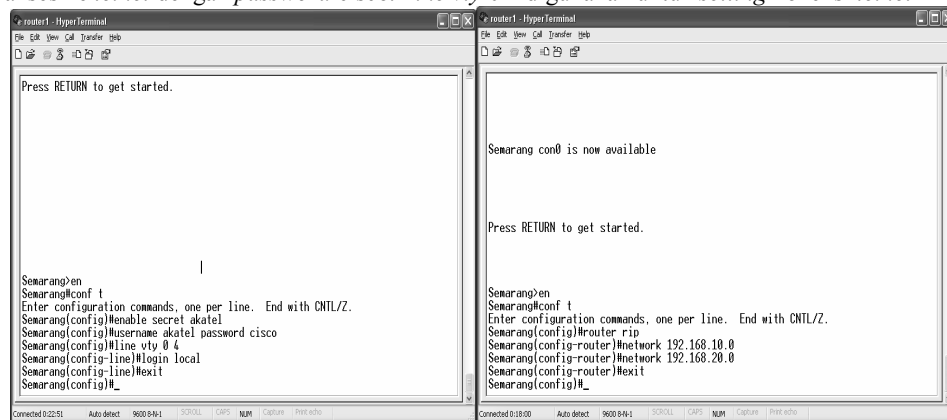 router1 - HyperTerminal
File Edit View Call Transfer Help
Press RETURN to get started.
Semarang>en
Semarang#conf t
Enter configuration commands, one per line. End with CNTL/Z.
Semarang(config)#enable secret akatel
Semarang(config)#username akatel password cisco
Semarang(config)#line vty 0 4
Semarang(config-line)#login local
Semarang(config-line)#exit
Semarang(config)#_
Connected 0:22:51 Auto detect 9600 8-N-1 SCROLL CAPS NUM Capture Print echo
router1 - HyperTerminal
File Edit View Call Transfer Help
Semarang con0 is now available
Press RETURN to get started.
Semarang>en
Semarang#conf t
Enter configuration commands, one per line. End with CNTL/Z.
Semarang(config)#router rip
Semarang(config-router)#network 192.168.10.0
Semarang(config-router)#network 192.168.20.0
Semarang(config-router)#exit
Semarang(config)#_
Connected 0:18:00 Auto detect 9600 8-N-1 SCROLL CAPS NUM Capture Print echo